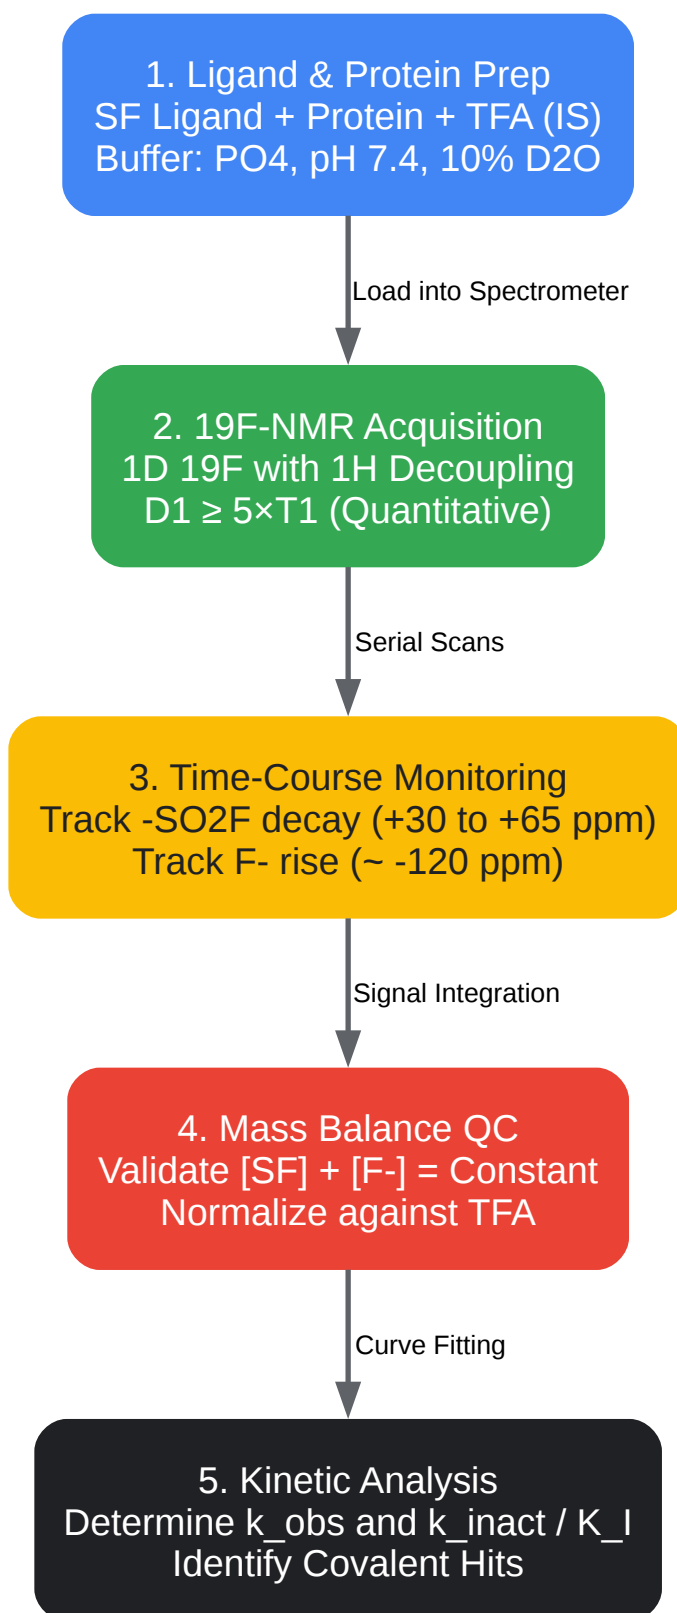 1. Ligand & Protein Prep
SF Ligand + Protein + TFA (IS)
Buffer: PO4, pH 7.4, 10% D2O
Load into Spectrometer
2. 19F-NMR Acquisition
1D 19F with 1H Decoupling
D1 ≥ 5×T1 (Quantitative)
Serial Scans
3. Time-Course Monitoring
Track -SO2F decay (+30 to +65 ppm)
Track F- rise (~ -120 ppm)
Signal Integration
4. Mass Balance QC
Validate [SF] + [F-] = Constant
Normalize against TFA
Curve Fitting
5. Kinetic Analysis
Determine k_obs and k_inact / K_I
Identify Covalent Hits